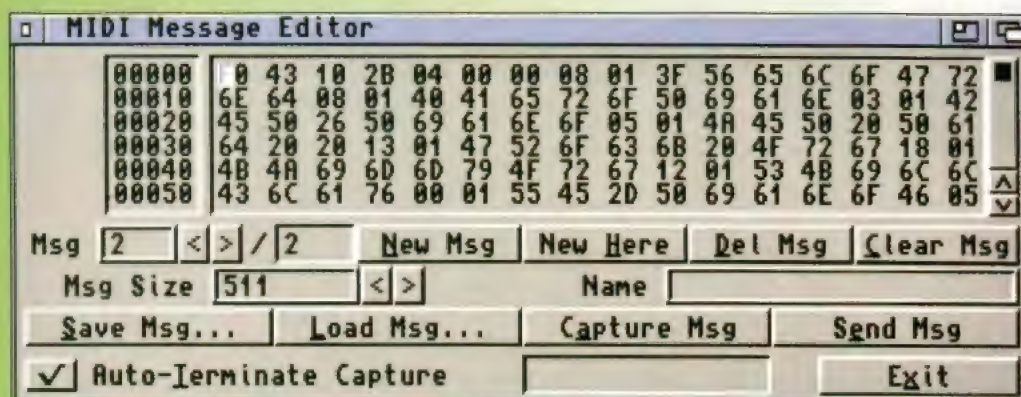 MIDI Message Editor
00000 F0 43 10 2B 04 00 00 08 01 3F 56 65 6C 6F 47 72
00010 6E 64 08 01 40 41 65 72 6F 50 69 61 6E 03 01 42
00020 45 50 26 50 69 61 6E 6F 05 01 4A 45 50 20 50 61
00030 64 20 20 13 01 47 52 6F 63 6B 20 4F 72 67 18 01
00040 4B 4A 69 6D 6D 79 4F 72 67 12 01 53 4B 69 6C 6C
00050 43 6C 61 76 00 01 55 45 2D 50 69 61 6E 6F 46 05
Msg 2 < > / 2 New Msg New Here Del Msg Clear Msg
Msg Size 511 < > Name
Save Msg... Load Msg... Capture Msg Send Msg
✓ Auto-Terminate Capture Exit